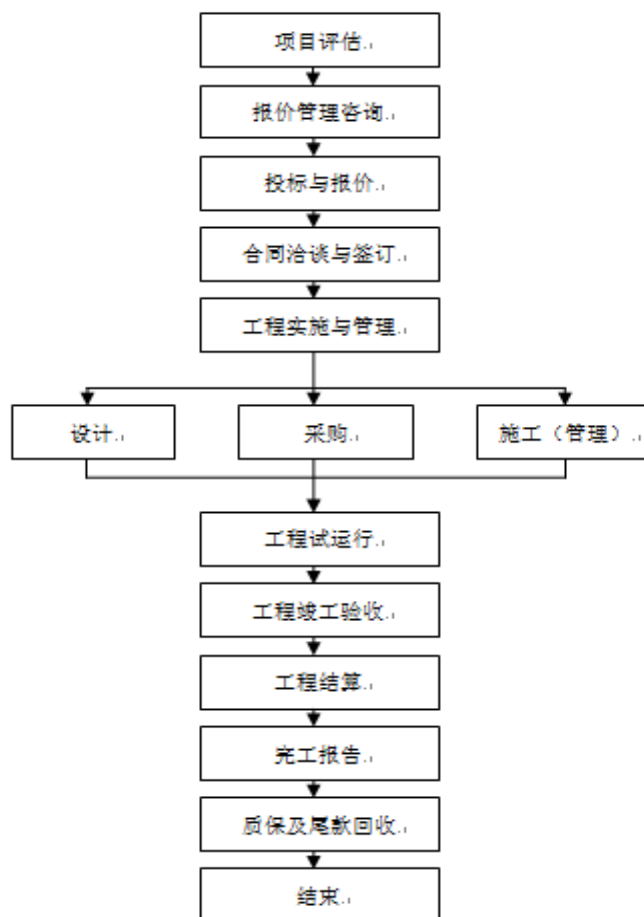 项目评估
报价管理咨询
投标与报价
合同洽谈与签订
工程实施与管理
设计
采购
施工（管理）
工程试运行
工程竣工验收
工程结算
完工报告
质保及尾款回收
结束